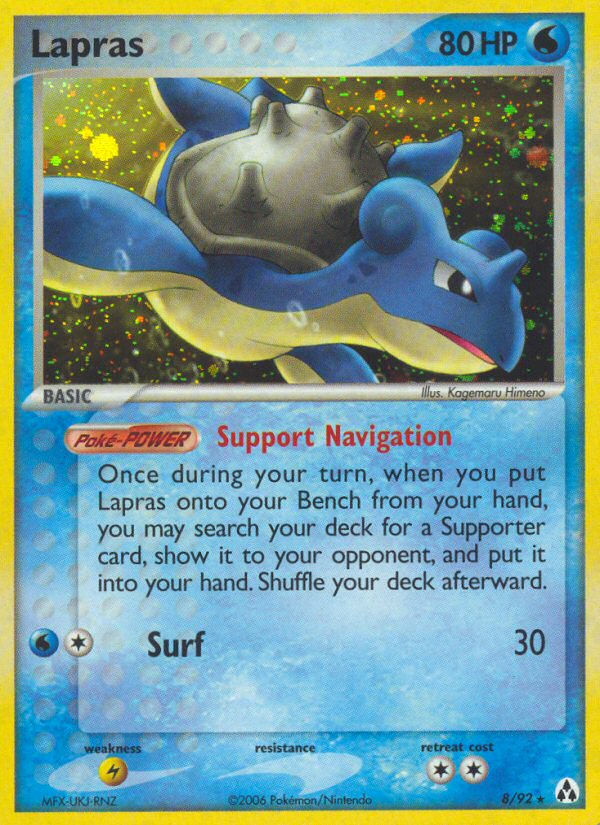 Lapras
80 HP
BASIC
Illus. Kagemaru Himeno
Poké-POWER Support Navigation
Once during your turn, when you put
Lapras onto your Bench from your hand,
you may search your deck for a Supporter
card, show it to your opponent, and put it
into your hand. Shuffle your deck afterward.
Surf 30
weakness resistance retreat cost
MFX-UKJ-RNZ ©2006 Pokémon/Nintendo 8/92 ★